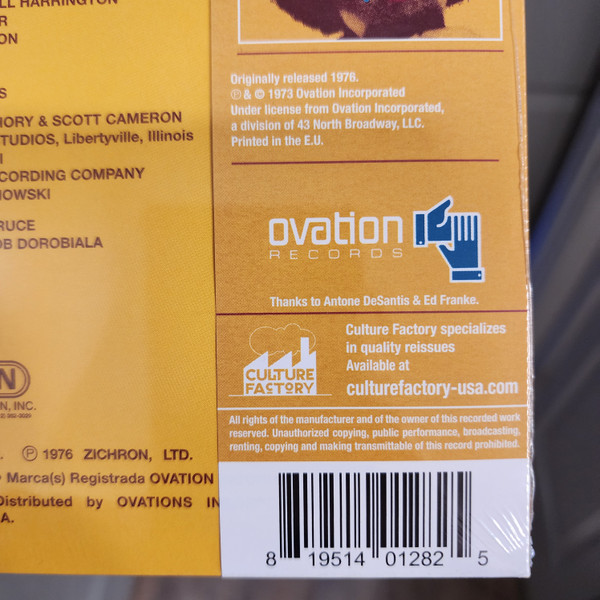 HARRINGTON
R
ON
S
ORY & SCOTT CAMERON
TUDIOS, Libertyville, Illinois
CORDING COMPANY
OWSKI
RUCE
OB DOROBIALA
N
N, INC.
℗ 1976 ZICHRON, LTD.
Marca(s) Registrada OVATION
Distributed by OVATIONS IN
A.
Originally released 1976.
℗ & © 1973 Ovation Incorporated
Under license from Ovation Incorporated,
a division of 43 North Broadway, LLC.
Printed in the E.U.
ovation
RECORDS
Thanks to Antone DeSantis & Ed Franke.
CULTURE
FACTORY
Culture Factory specializes
in quality reissues
Available at
culturefactory-usa.com
All rights of the manufacturer and of the owner of this recorded work
reserved. Unauthorized copying, public performance, broadcasting,
renting, copying and making transmittable of this record prohibited.
8 19514 01282 5